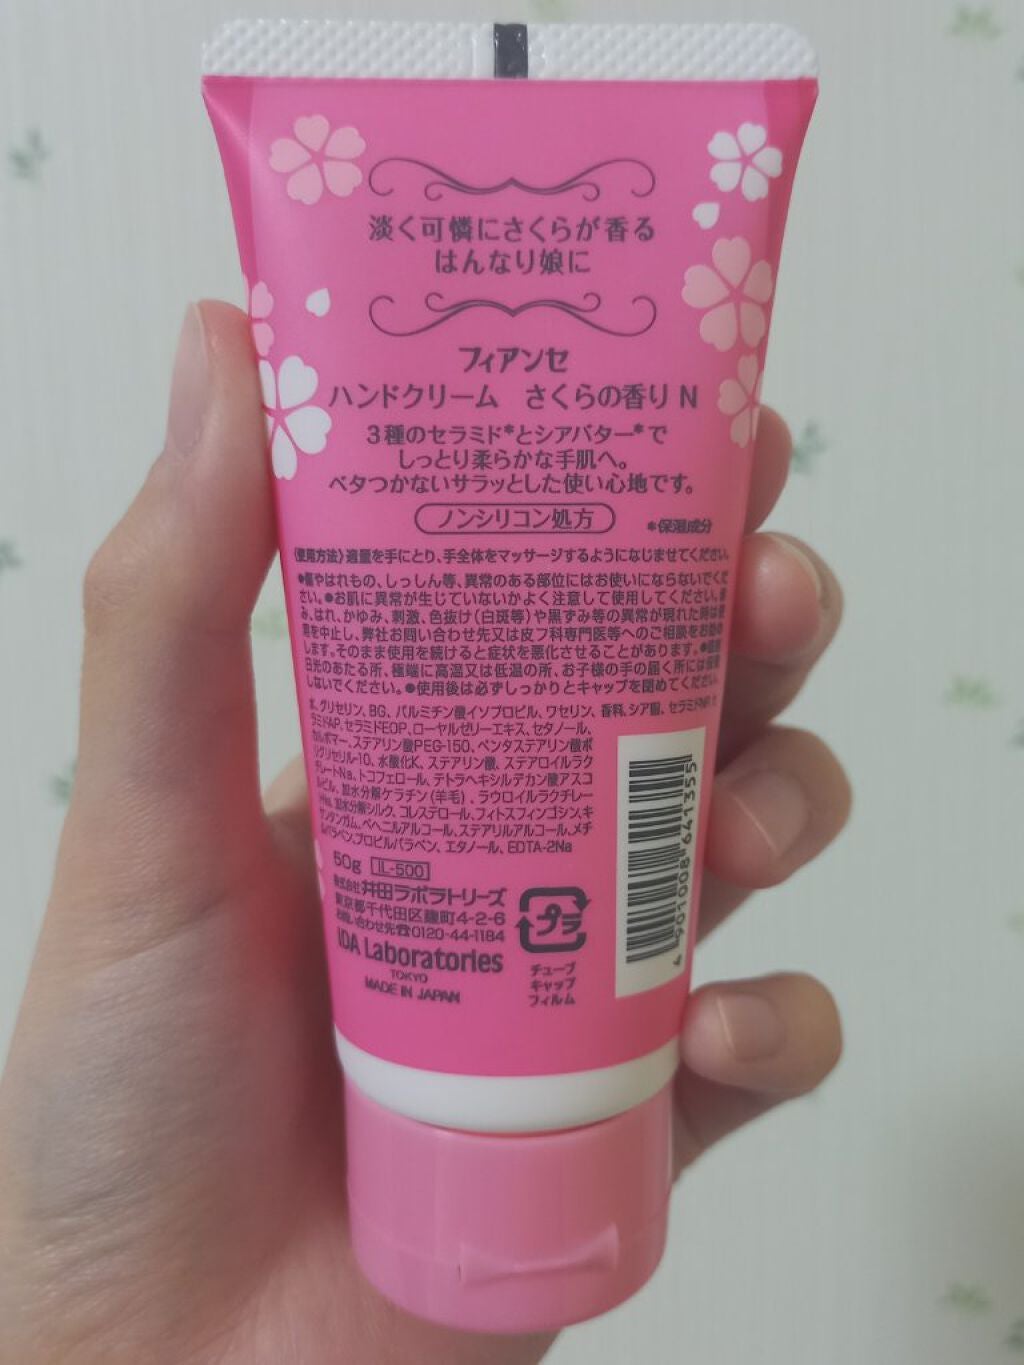 淡く可憐にさくらが香る
はんなり娘に
フィアンセ
ハンドクリーム さくらの香り N
3種のセラミド*とシアバター*で
しっとり柔らかな手肌へ。
ベタつかないサラッとした使い心地です。
ノンシリコン処方
*保湿成分
〈使用方法〉適量を手にとり、手全体をマッサージするようになじませてください。
●傷やはれもの、しっしん等、異常のある部位にはお使いにならないでくだ
さい。●お肌に異常が生じていないかよく注意して使用してください。赤
み、はれ、かゆみ、刺激、色抜け(白斑等)や黒ずみ等の異常が現れた時は使
用を中止し、弊社お問い合わせ先又は皮フ科専門医等へのご相談をお勧め
します。そのまま使用を続けると症状を悪化させることがあります。●直射
日光のあたる所、極端に高温又は低温の所、お子様の手の届く所には保管
しないでください。●使用後は必ずしっかりとキャップを閉めてください。
水、グリセリン、BG、パルミチン酸イソプロピル、ワセリン、香料、シア脂、セラミドNP、セ
ラミドAP、セラミドEOP、ローヤルゼリーエキス、セタノール、
カルボマー、ステアリン酸PEG-150、ペンタステアリン酸ポ
リグリセリル-10、水酸化K、ステアリン酸、ステアロイルラク
チレートNa、トコフェロール、テトラヘキシルデカン酸アスコ
ルビル、加水分解ケラチン(羊毛)、ラウロイルラクチレー
トNa、加水分解シルク、コレステロール、フィトスフィンゴシン、キ
サンタンガム、ベヘニルアルコール、ステアリルアルコール、メチ
ルパラベン、プロピルパラベン、エタノール、EDTA-2Na
50g IL-500
株式会社 井田ラボラトリーズ
東京都千代田区麹町4-2-6
お問い合わせ先☎0120-44-1184
IDA Laboratories
TOKYO
MADE IN JAPAN
プラ
チューブ
キャップ
フィルム
4 901008 641355